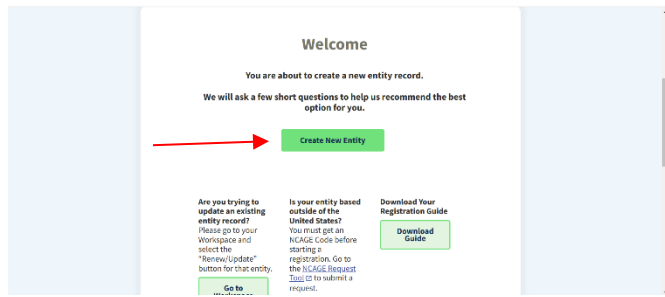 Welcome
You are about to create a new entity record.
We will ask a few short questions to help us recommend the best
option for you.
Create New Entity
Are you trying to
update an existing
entity record?
Please go to your
Workspace and
select the
"Renew/Update"
button for that entity.
Go to
Workspace
Is your entity based
outside of the
United States?
You must get an
NCAGE Code before
starting a
registration. Go to
the NCAGE Request
Tool to submit a
request.
Download Your
Registration Guide
Download
Guide